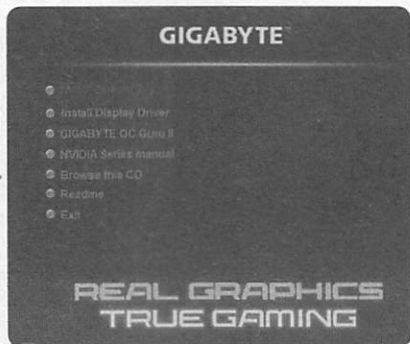 GIGABYTE
Install Display Driver
GIGABYTE OC Guru II
NVIDIA Series manual
Browse this CD
Readme
Exit
REAL GRAPHICS
TRUE GAMING